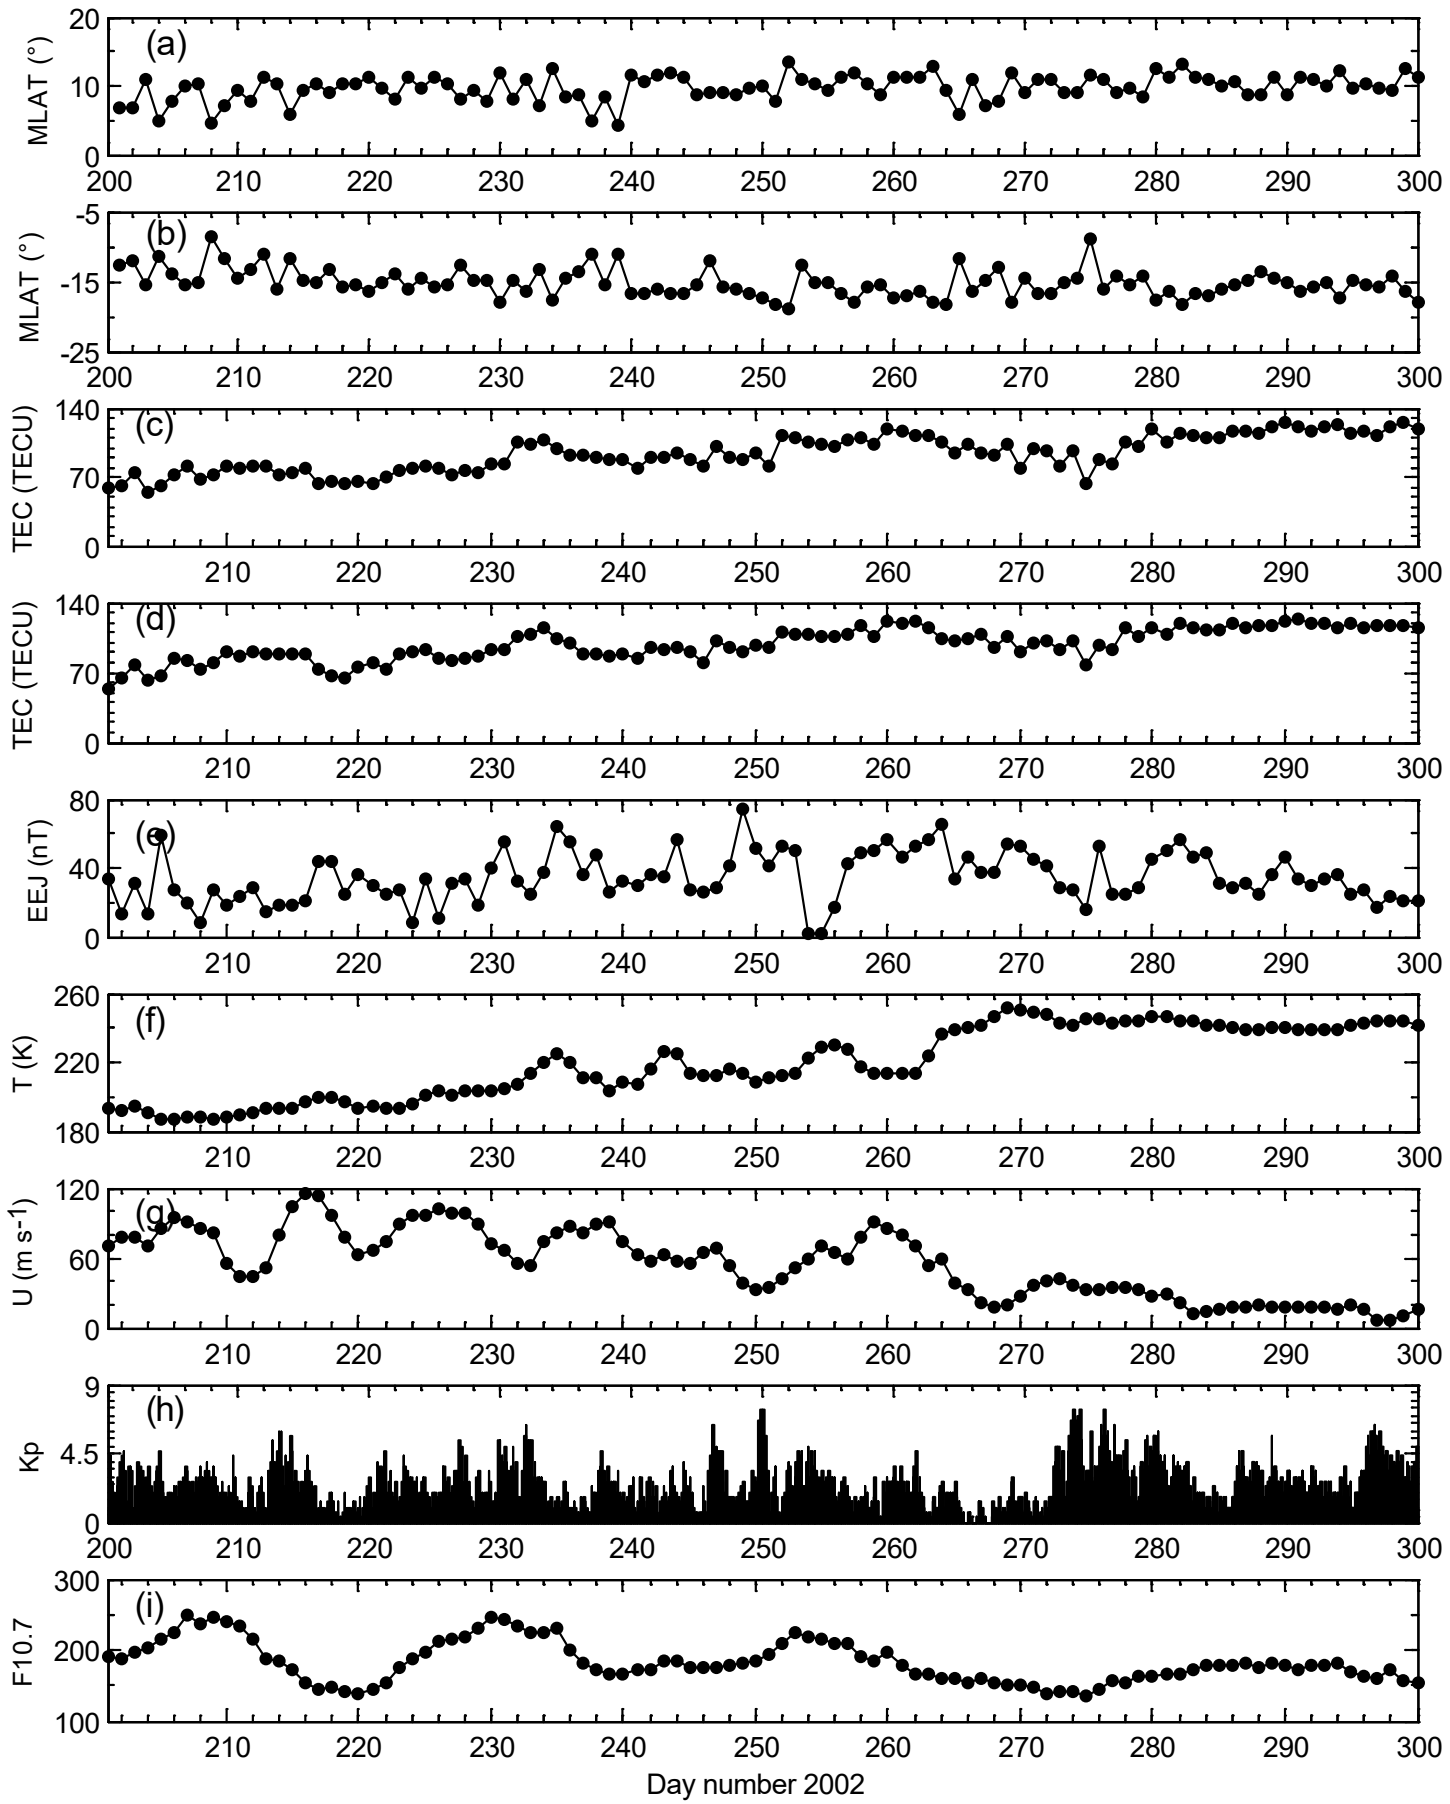 20
(a)
MLAT (°)
10
0
200 210 220 230 240 250 260 270 280 290 300
-5
(b)
MLAT (°)
-15
-25
200 210 220 230 240 250 260 270 280 290 300
140
(c)
TEC (TECU)
70
0
210 220 230 240 250 260 270 280 290 300
140
(d)
TEC (TECU)
70
0
210 220 230 240 250 260 270 280 290 300
80
(e)
EEJ (nT)
40
0
210 220 230 240 250 260 270 280 290 300
260
(f)
T (K)
220
180
210 220 230 240 250 260 270 280 290 300
120
(g)
U (m s-1)
60
0
210 220 230 240 250 260 270 280 290 300
9
(h)
Kp
4.5
0
200 210 220 230 240 250 260 270 280 290 300
300
(i)
F10.7
200
100
210 220 230 240 250 260 270 280 290 300
Day number 2002